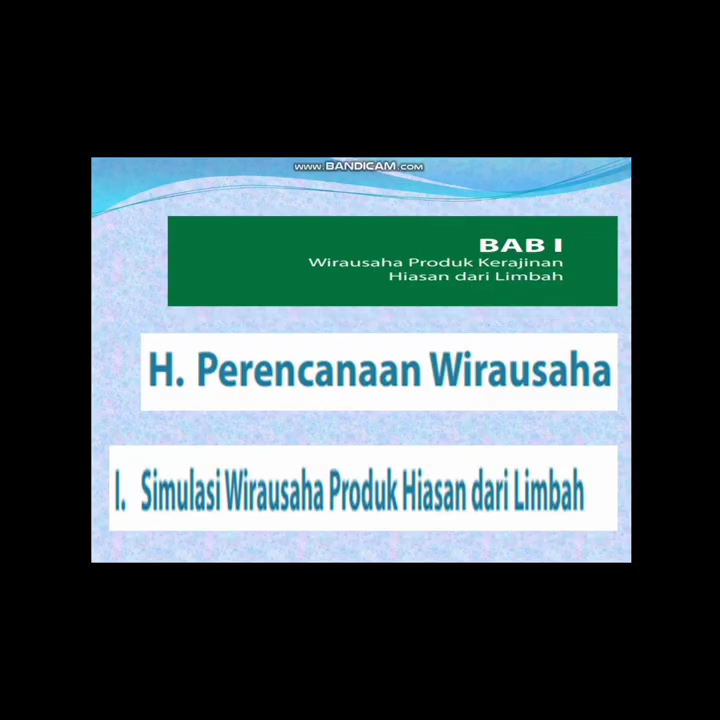 www.BANDICAM.com
BAB I
Wirausaha Produk Kerajinan
Hiasan dari Limbah
H. Perencanaan Wirausaha
I. Simulasi Wirausaha Produk Hiasan dari Limbah